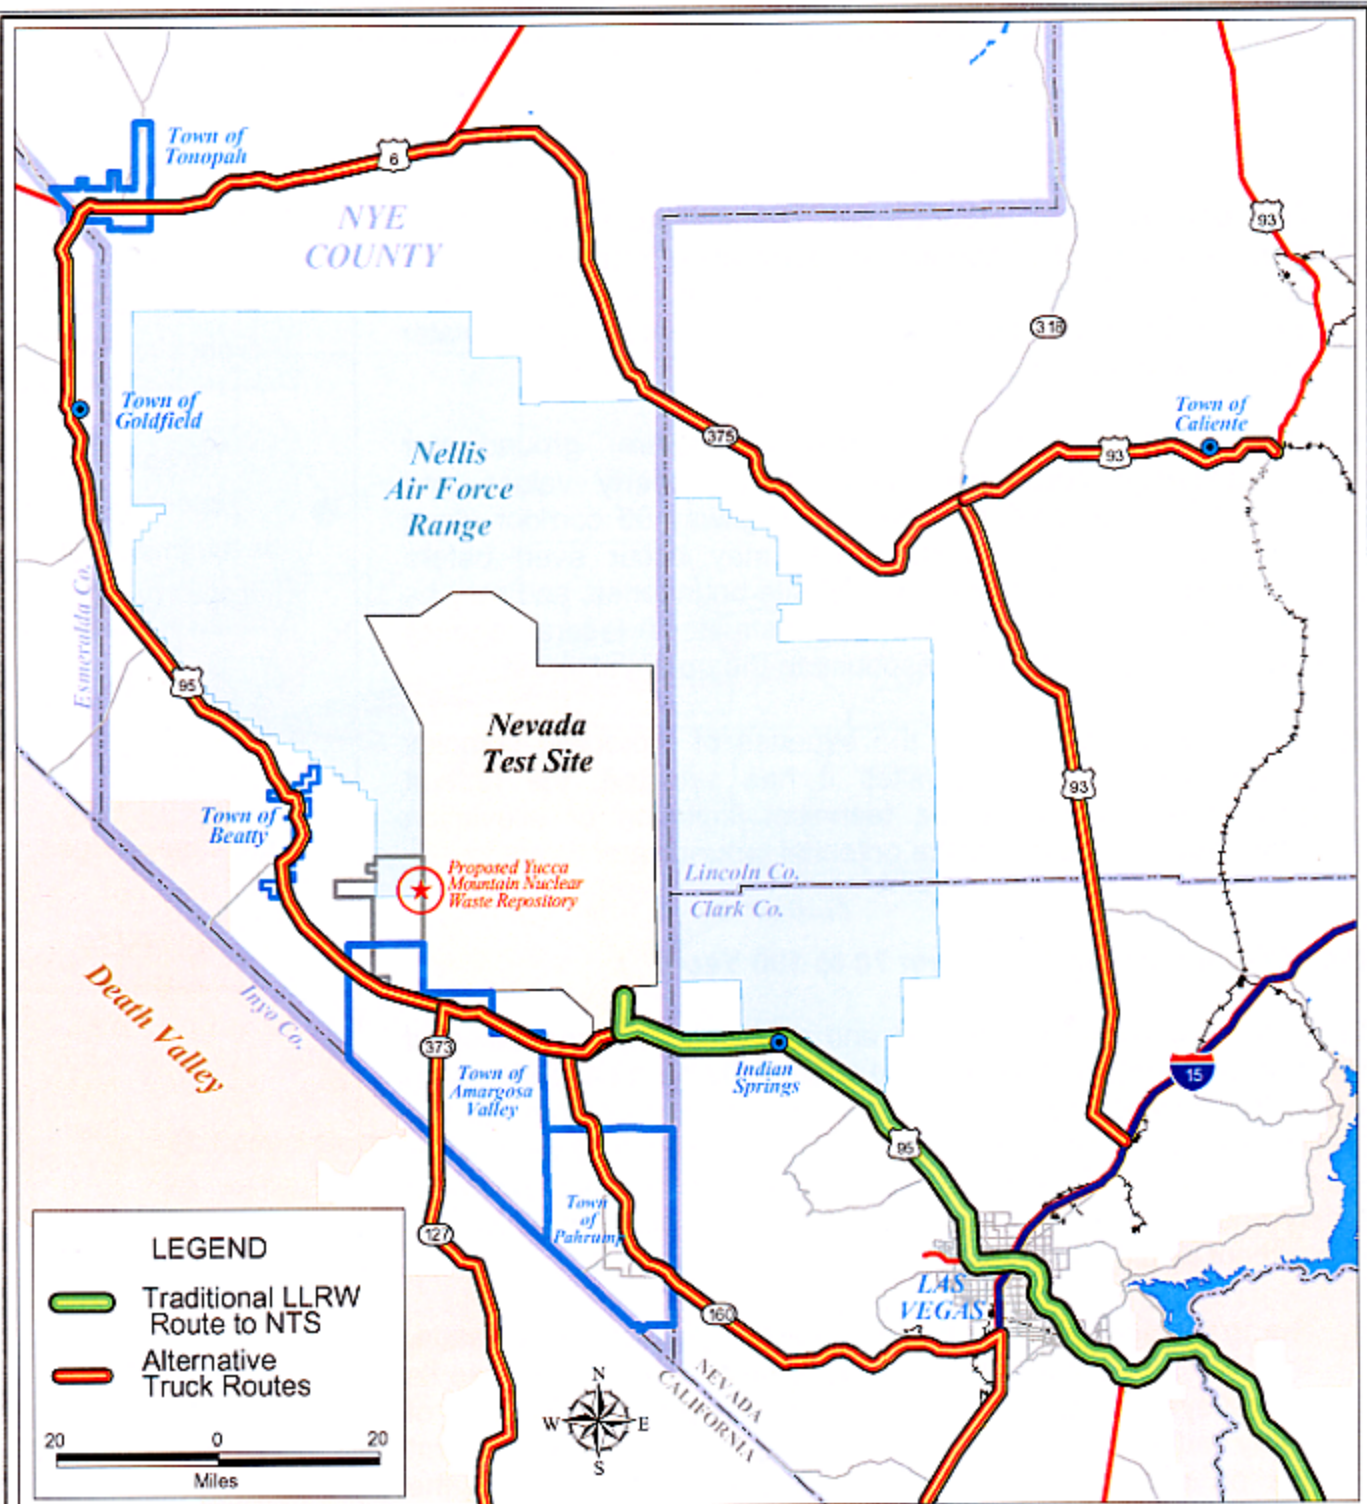 Town of
Tonopah
6
NYE
COUNTY
93
318
Town of
Goldfield
375
Town of
Caliente
93
Nellis
Air Force
Range
Esmeralda Co.
95
Nevada
Test Site
93
Town of
Beatty
Proposed Yucca
Mountain Nuclear
Waste Repository
Lincoln Co.
Clark Co.
Death Valley
Inyo Co.
373
Town of
Amargosa
Valley
Indian
Springs
15
95
Town
of
Pahrump
127
LAS
VEGAS
160
NEVADA
CALIFORNIA
N
W E
S
LEGEND
Traditional LLRW
Route to NTS
Alternative
Truck Routes
20 0 20
Miles